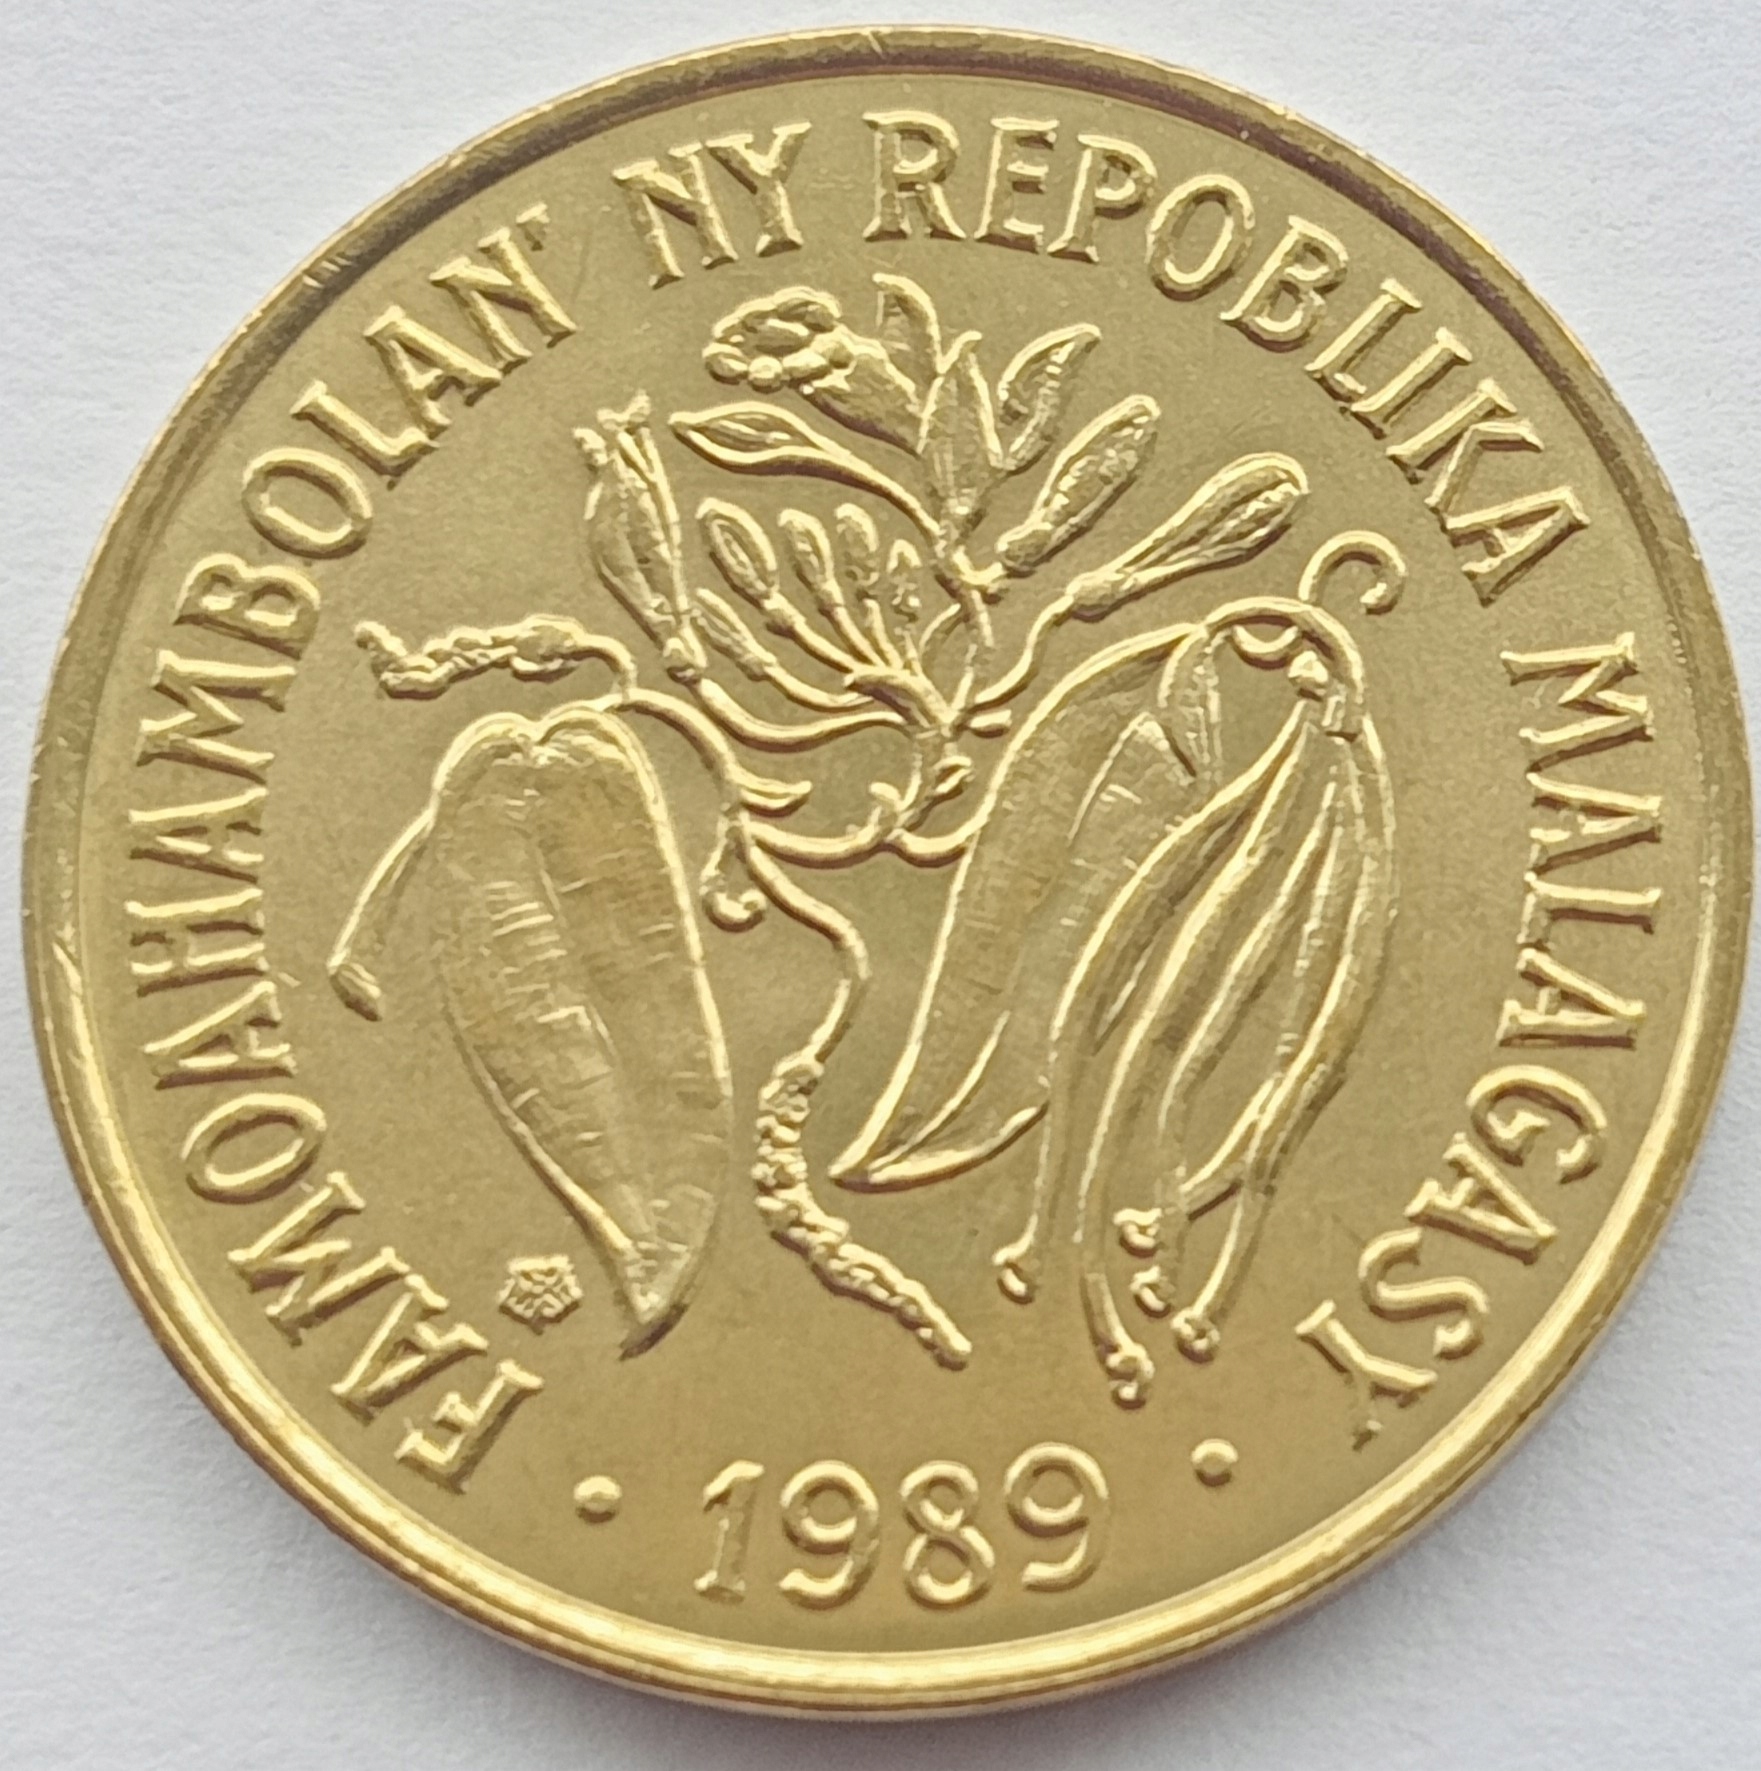 FAMOAHAMBOLAN' NY REPOBLIKA MALAGASY
· 1989 ·